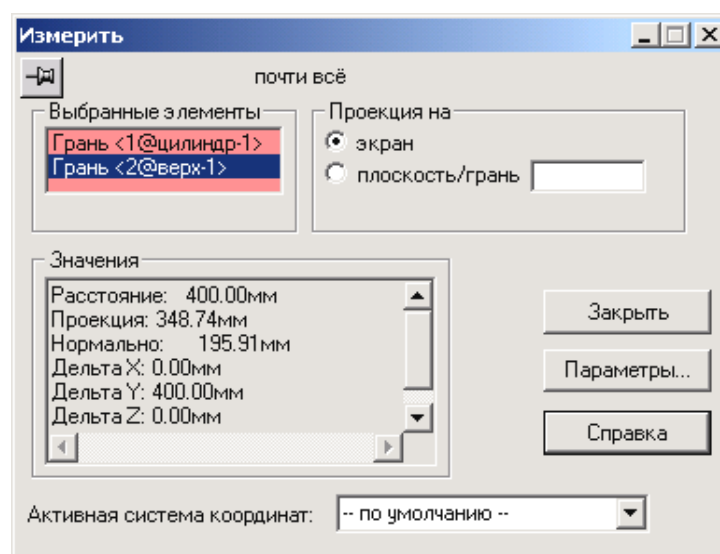 Измерить
почти всё
Выбранные элементы
Грань <1@цилиндр-1>
Грань <2@верх-1>
Проекция на
экран
плоскость/грань
Значения
Расстояние: 400.00мм
Проекция: 348.74мм
Нормально: 195.91мм
Дельта X: 0.00мм
Дельта Y: 400.00мм
Дельта Z: 0.00мм
Закрыть
Параметры...
Справка
Активная система координат: -- по умолчанию --